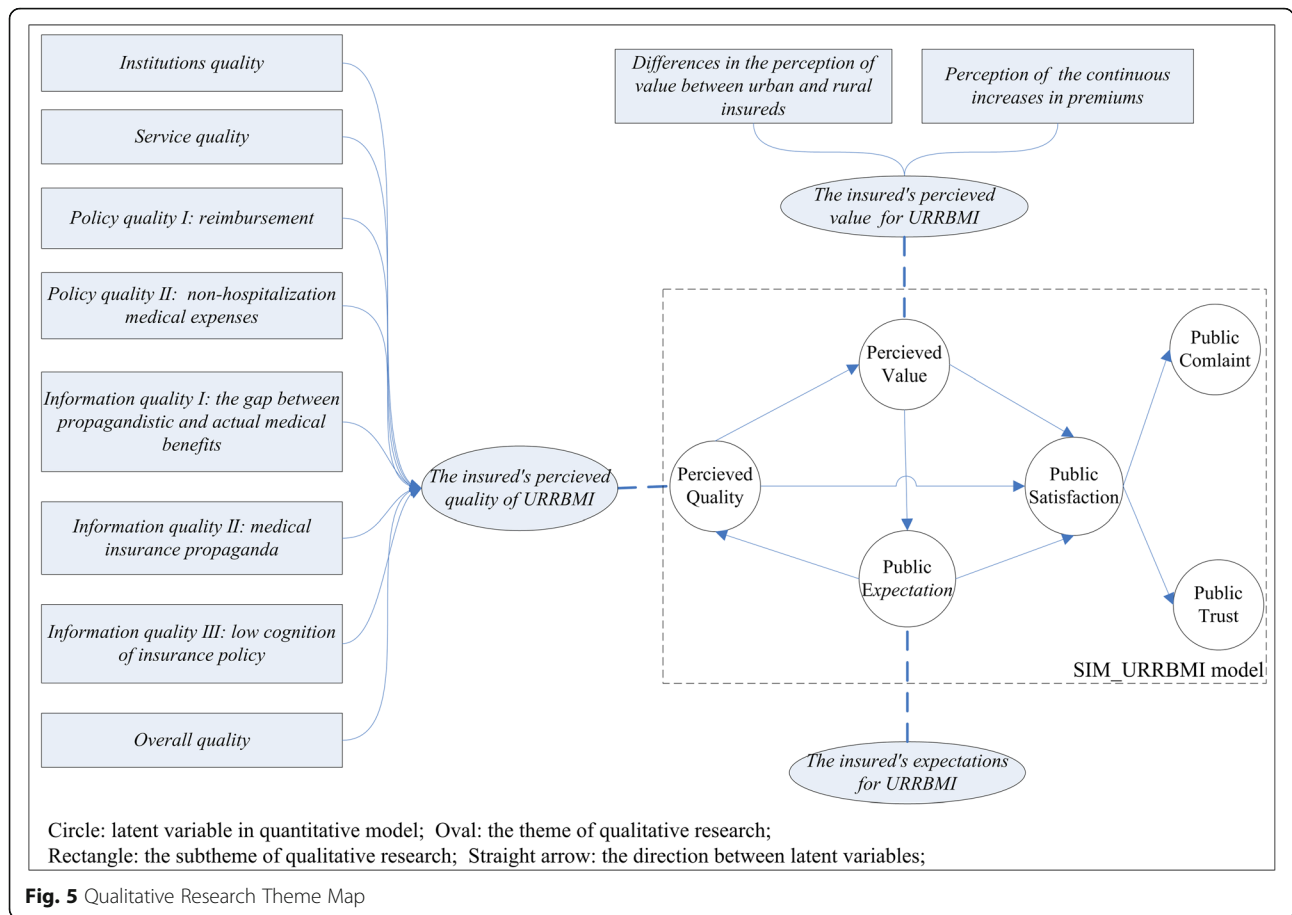 Institutions quality
Service quality
Policy quality I: reimbursement
Policy quality II: non-hospitalization
medical expenses
Information quality I: the gap between
propagandistic and actual medical
benefits
Information quality II: medical
insurance propaganda
Information quality III: low cognition
of insurance policy
Overall quality
The insured's percieved
quality of URRBMI
Differences in the perception of
value between urban and rural
insureds
Perception of the continuous
increases in premiums
The insured's percieved
value for URRBMI
Percieved
Value
Percieved
Quality
Public
Expectation
Public
Satisfaction
Public
Comlaint
Public
Trust
SIM_URRBMI model
The insured's expectations
for URRBMI
Circle: latent variable in quantitative model; Oval: the theme of qualitative research;
Rectangle: the subtheme of qualitative research; Straight arrow: the direction between latent variables;
Fig. 5 Qualitative Research Theme Map